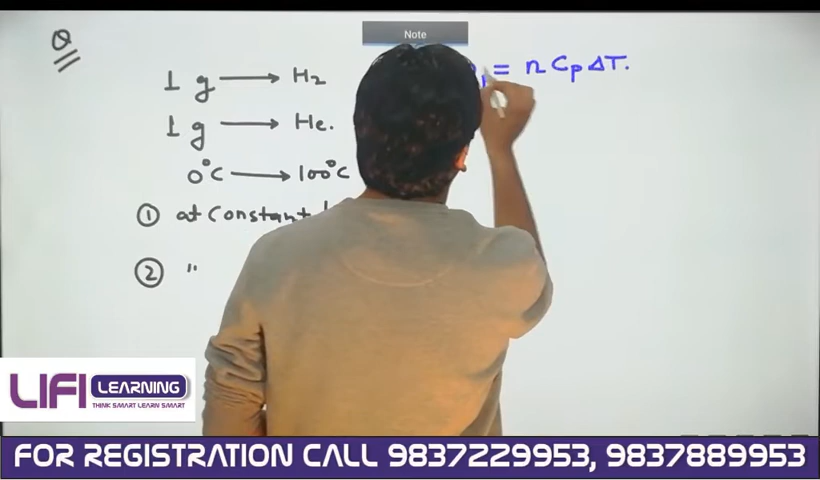 Note
Q
= n Cp ΔT.
1 g ⟶ H2
1 g ⟶ He.
0°C ⟶ 100°C
① at Constant
② "
LIFI LEARNING
THINK SMART LEARN SMART
FOR REGISTRATION CALL 9837229953, 9837889953